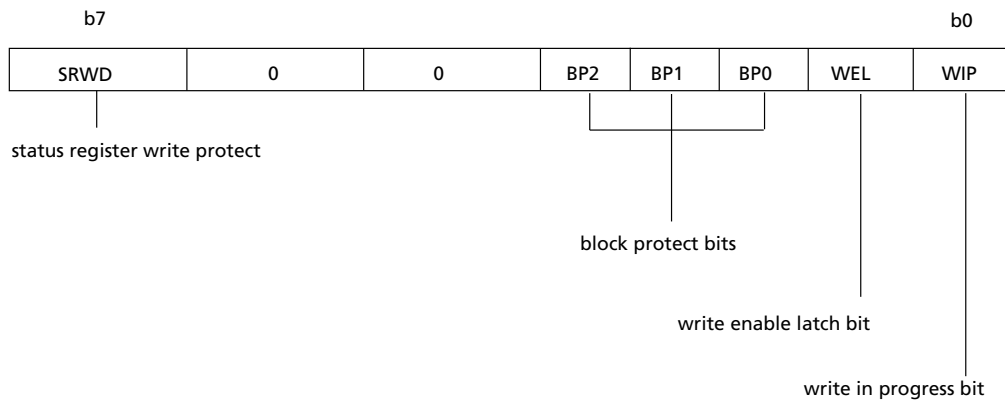 b7 b0
SRWD 0 0 BP2 BP1 BP0 WEL WIP
status register write protect
block protect bits
write enable latch bit
write in progress bit